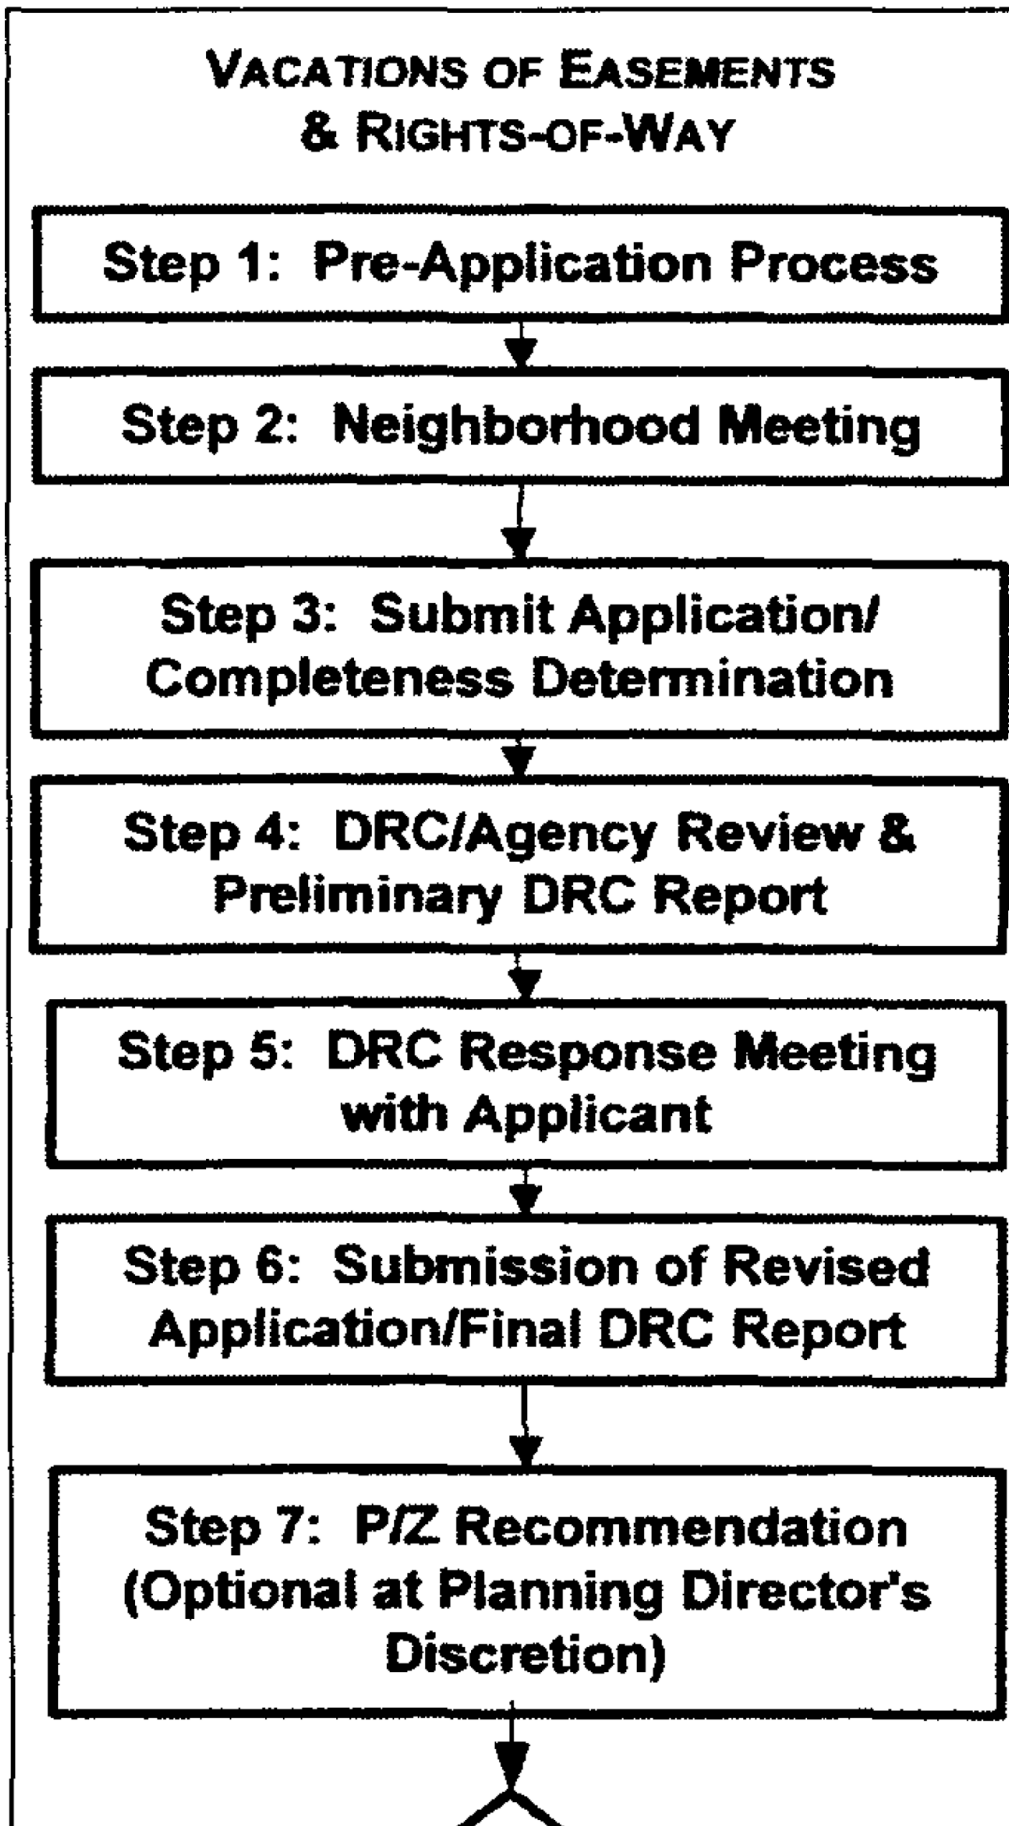 VACATIONS OF EASEMENTS
& RIGHTS-OF-WAY
Step 1: Pre-Application Process
Step 2: Neighborhood Meeting
Step 3: Submit Application/
Completeness Determination
Step 4: DRC/Agency Review &
Preliminary DRC Report
Step 5: DRC Response Meeting
with Applicant
Step 6: Submission of Revised
Application/Final DRC Report
Step 7: P/Z Recommendation
(Optional at Planning Director's
Discretion)